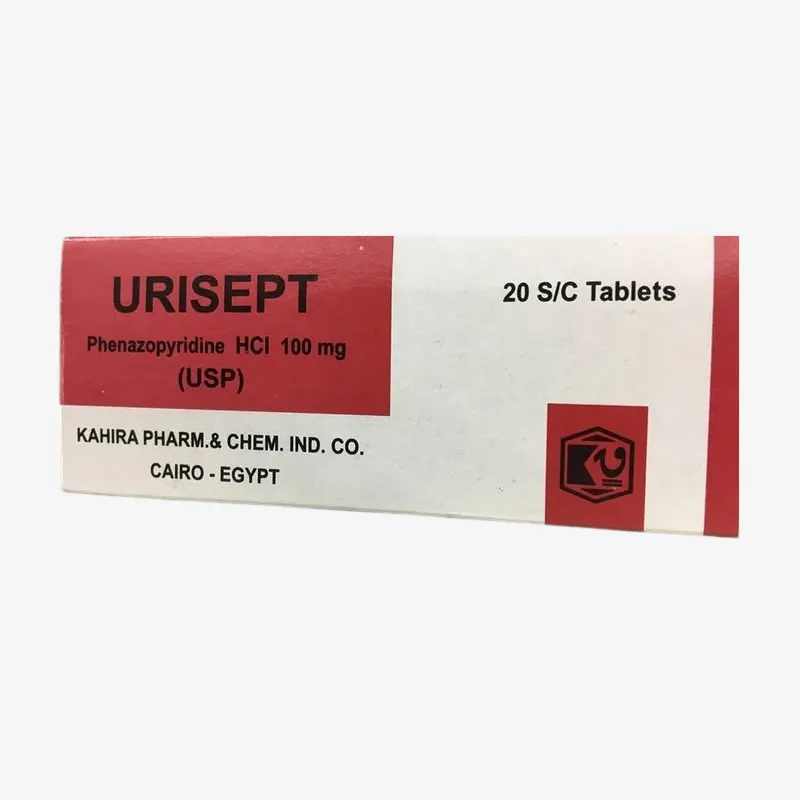 URISEPT
Phenazopyridine HCl 100 mg
(USP)
KAHIRA PHARM.& CHEM. IND. CO.
CAIRO - EGYPT
20 S/C Tablets